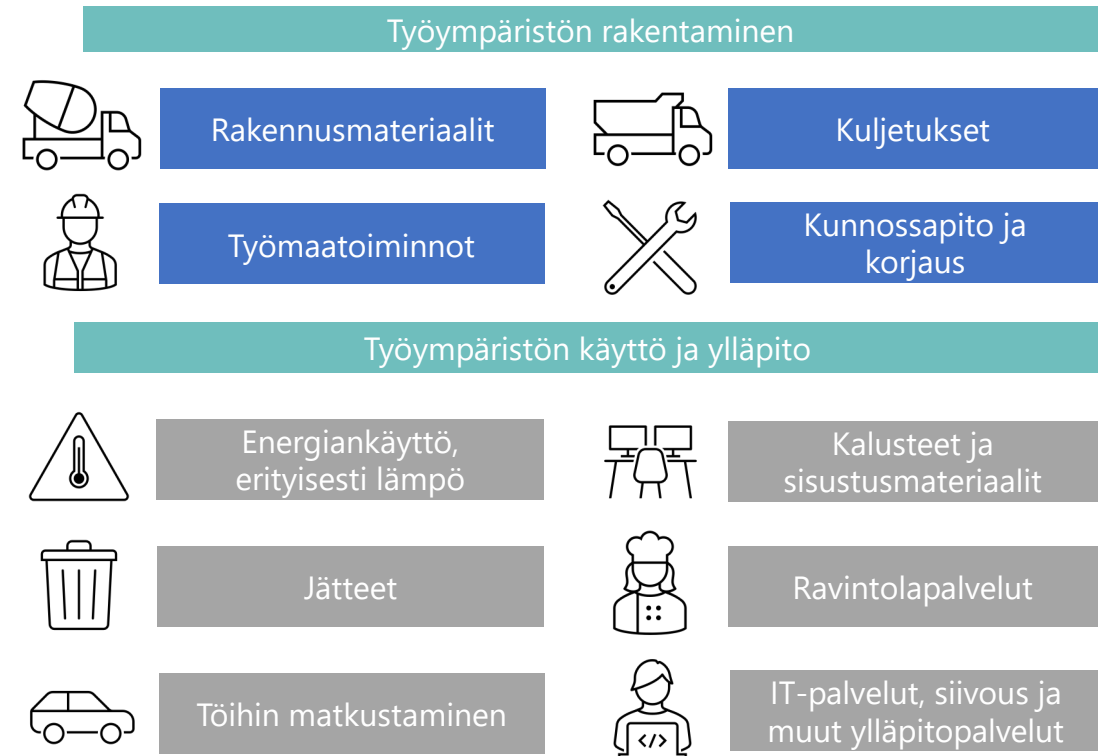 Työympäristön rakentaminen
Rakennusmateriaalit
Kuljetukset
Työmaatoiminnot
Kunnossapito ja
korjaus
Työympäristön käyttö ja ylläpito
Energiankäyttö,
erityisesti lämpö
Kalusteet ja
sisustusmateriaalit
Jätteet
Ravintolapalvelut
Töihin matkustaminen
IT-palvelut, siivous ja
muut ylläpitopalvelut